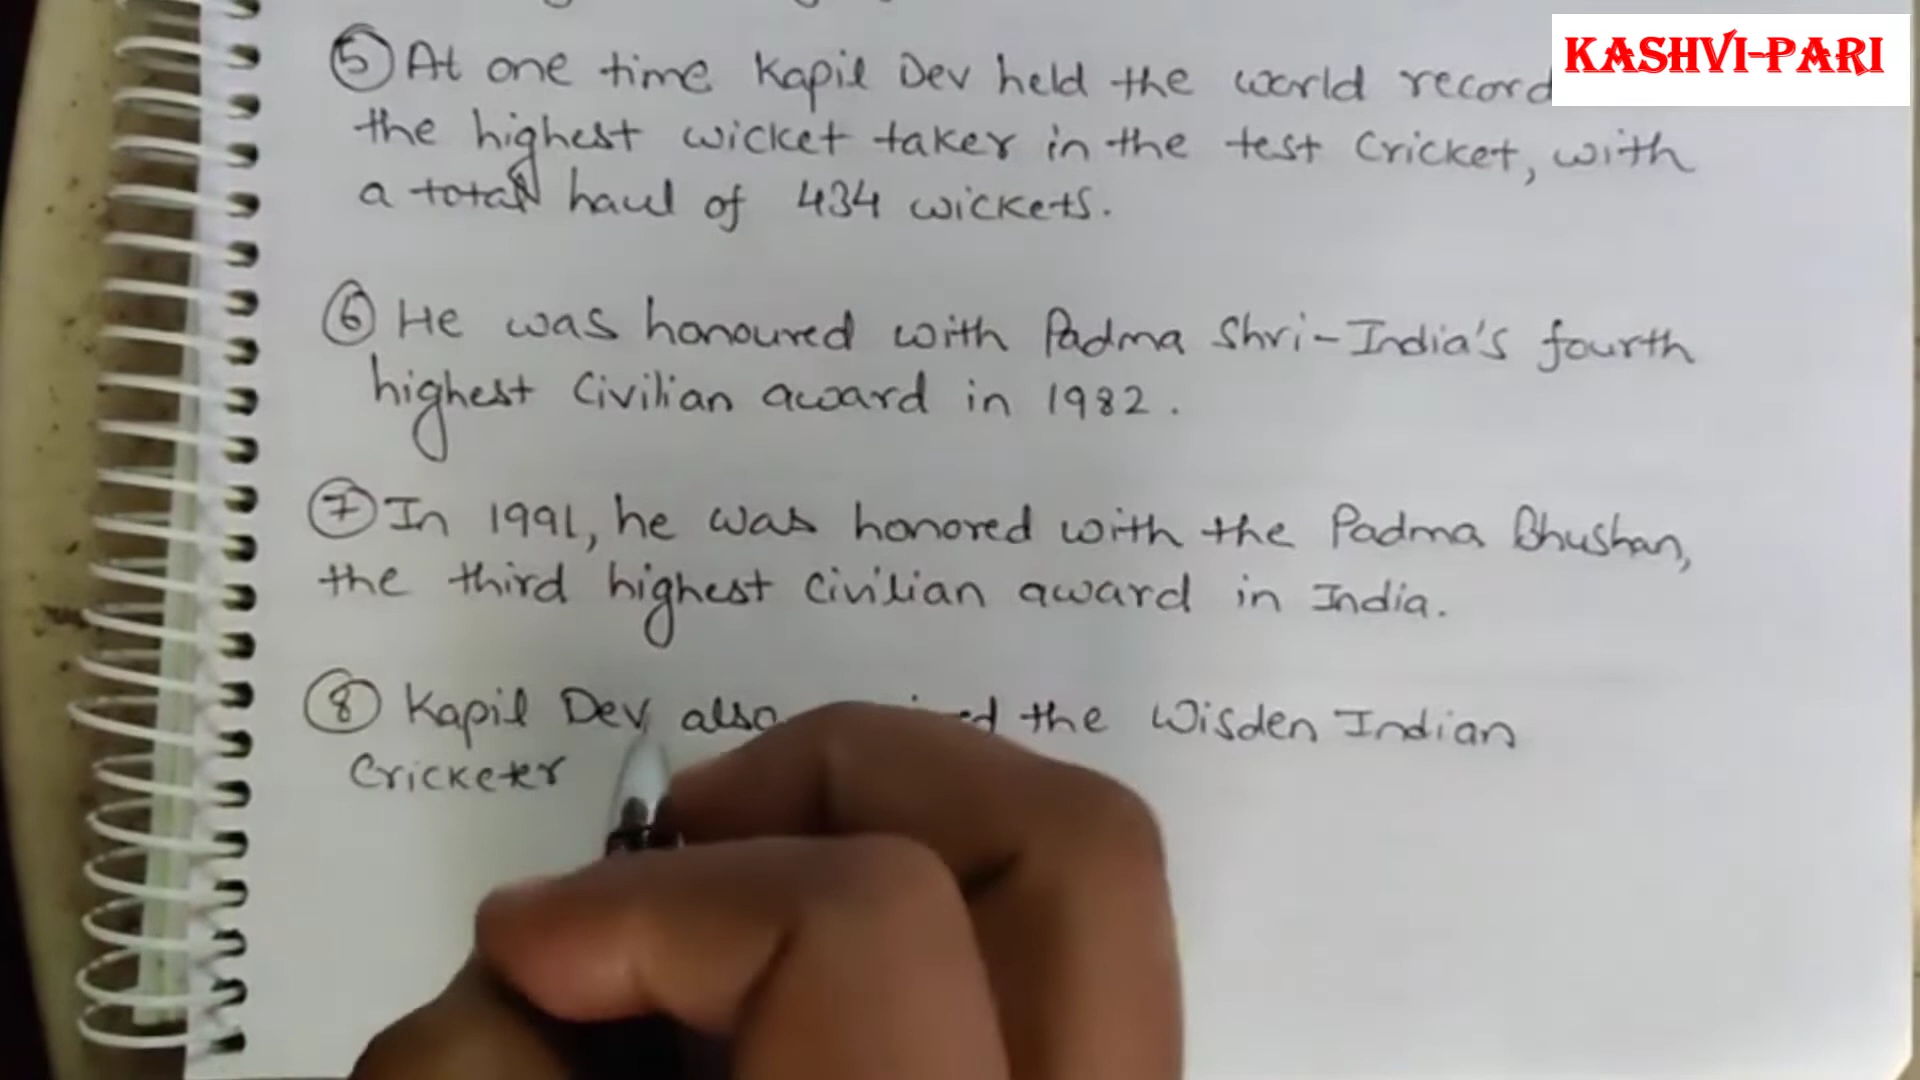 KASHVI-PARI
⑤ At one time Kapil Dev held the world record
the highest wicket taker in the test cricket, with
a total haul of 434 wickets.
⑥ He was honoured with Padma Shri-India's fourth
highest civilian award in 1982.
⑦ In 1991, he was honored with the Padma Bhushan,
the third highest civilian award in India.
⑧ Kapil Dev also the Wisden Indian
Cricketer